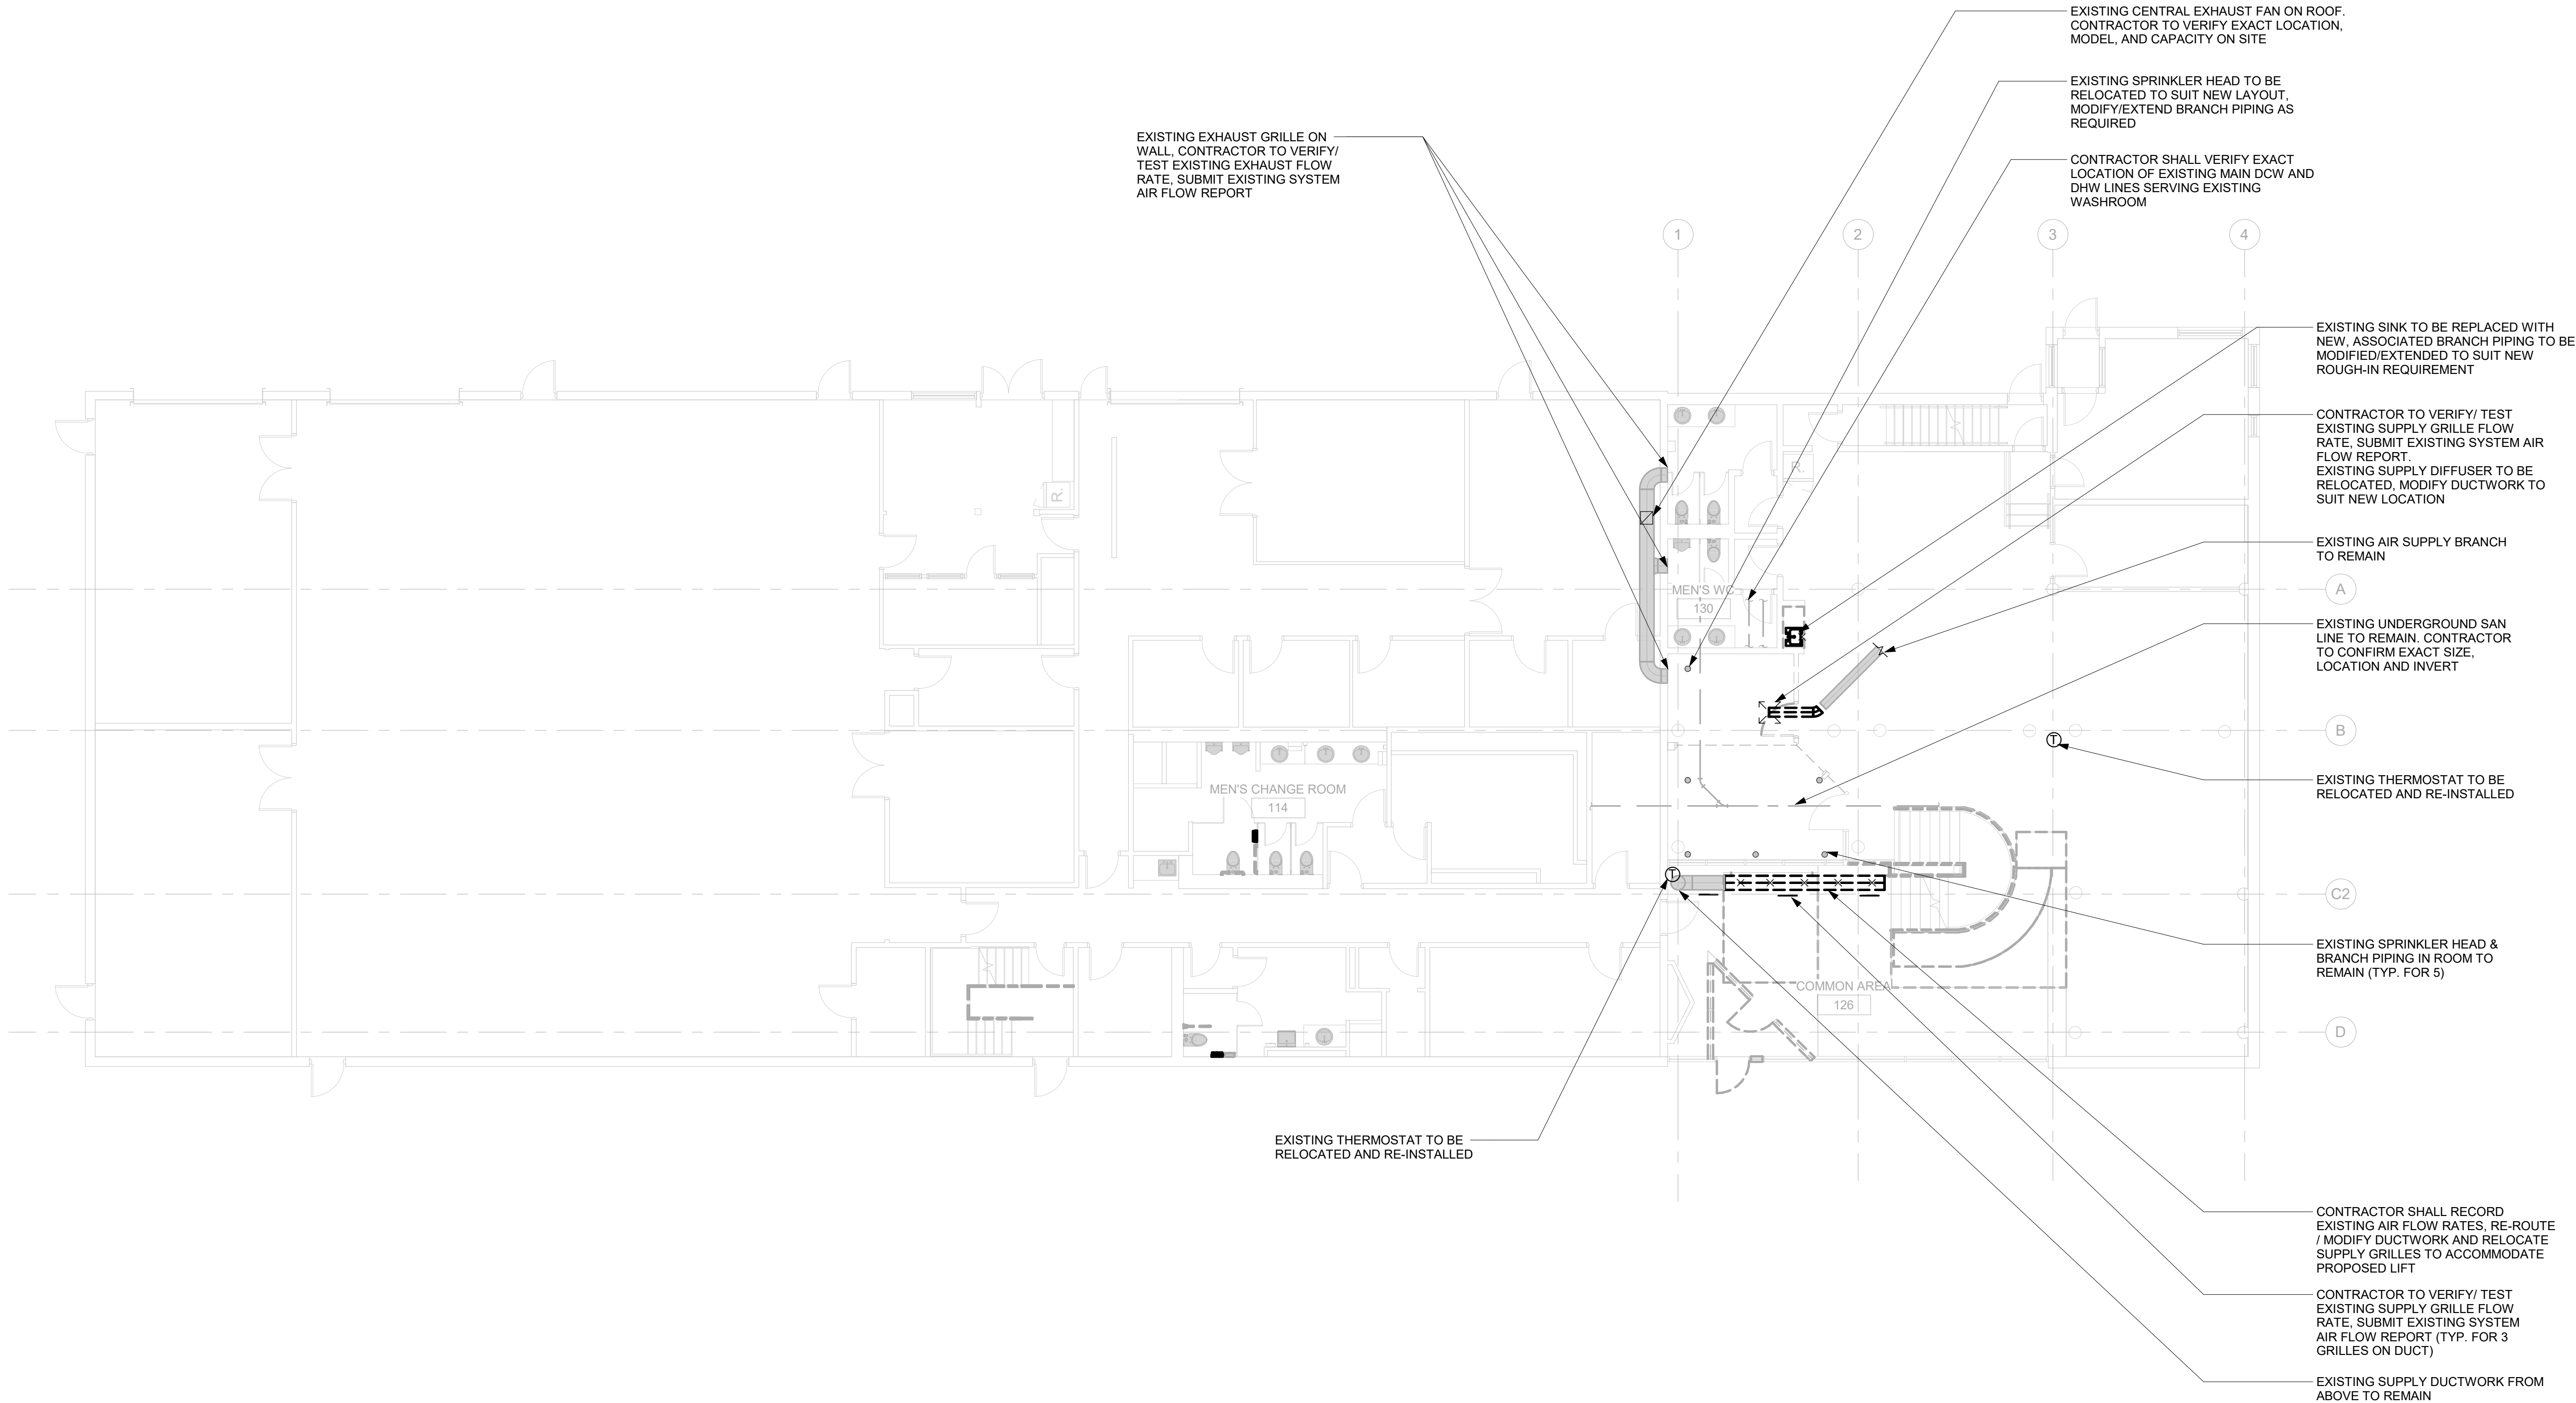 EXISTING CENTRAL EXHAUST FAN ON ROOF.
CONTRACTOR TO VERIFY EXACT LOCATION,
MODEL, AND CAPACITY ON SITE
EXISTING SPRINKLER HEAD TO BE
RELOCATED TO SUIT NEW LAYOUT,
MODIFY/EXTEND BRANCH PIPING AS
REQUIRED
EXISTING EXHAUST GRILLE ON
WALL, CONTRACTOR TO VERIFY/
TEST EXISTING EXHAUST FLOW
RATE, SUBMIT EXISTING SYSTEM
AIR FLOW REPORT
CONTRACTOR SHALL VERIFY EXACT
LOCATION OF EXISTING MAIN DCW AND
DHW LINES SERVING EXISTING
WASHROOM
1
2
3
4
EXISTING SINK TO BE REPLACED WITH
NEW, ASSOCIATED BRANCH PIPING TO BE
MODIFIED/EXTENDED TO SUIT NEW
ROUGH-IN REQUIREMENT
CONTRACTOR TO VERIFY/ TEST
EXISTING SUPPLY GRILLE FLOW
RATE, SUBMIT EXISTING SYSTEM AIR
FLOW REPORT.
EXISTING SUPPLY DIFFUSER TO BE
RELOCATED, MODIFY DUCTWORK TO
SUIT NEW LOCATION
R.
R.
EXISTING AIR SUPPLY BRANCH
TO REMAIN
A
MEN'S WC
130
EXISTING UNDERGROUND SAN
LINE TO REMAIN. CONTRACTOR
TO CONFIRM EXACT SIZE,
LOCATION AND INVERT
B
T
EXISTING THERMOSTAT TO BE
RELOCATED AND RE-INSTALLED
MEN'S CHANGE ROOM
114
T
C2
EXISTING SPRINKLER HEAD &
BRANCH PIPING IN ROOM TO
REMAIN (TYP. FOR 5)
COMMON AREA
126
D
EXISTING THERMOSTAT TO BE
RELOCATED AND RE-INSTALLED
CONTRACTOR SHALL RECORD
EXISTING AIR FLOW RATES, RE-ROUTE
/ MODIFY DUCTWORK AND RELOCATE
SUPPLY GRILLES TO ACCOMMODATE
PROPOSED LIFT
CONTRACTOR TO VERIFY/ TEST
EXISTING SUPPLY GRILLE FLOW
RATE, SUBMIT EXISTING SYSTEM
AIR FLOW REPORT (TYP. FOR 3
GRILLES ON DUCT)
EXISTING SUPPLY DUCTWORK FROM
ABOVE TO REMAIN